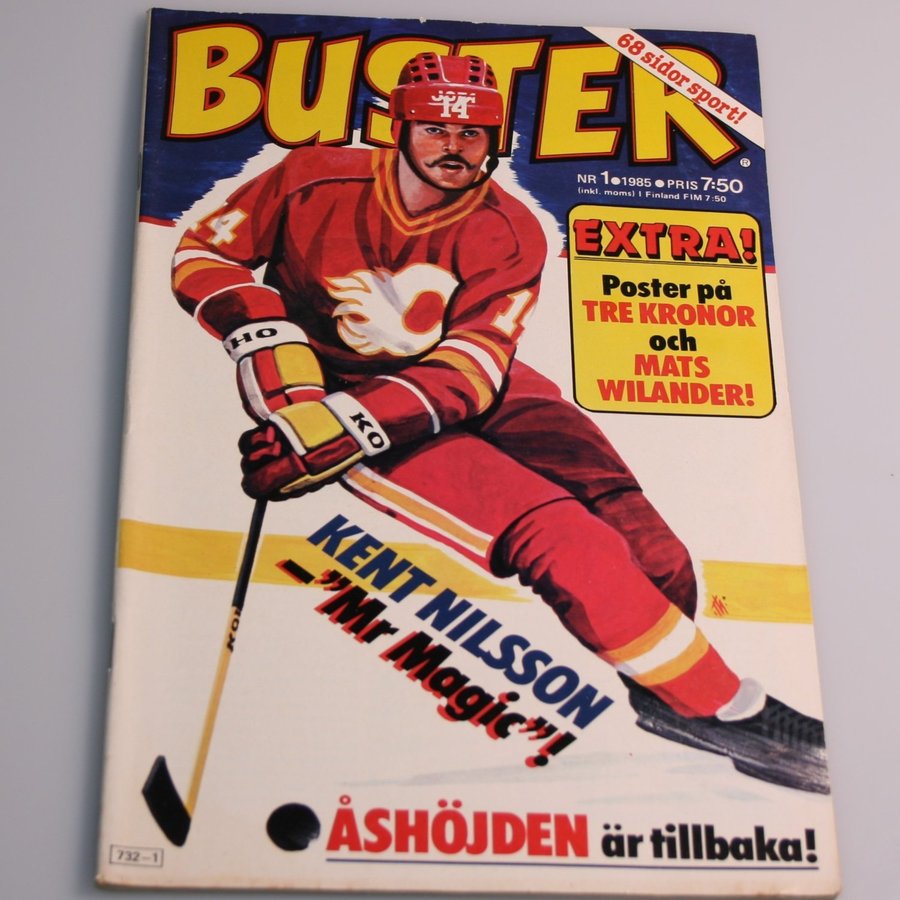 BUSTER
68 sidor sport!
JOFA
14
NR 1 • 1985 • PRIS 7:50
(inkl. moms) I Finland FIM 7:50
EXTRA!
Poster på
TRE KRONOR
och
MATS
WILANDER!
14
14
HO
KO
KOH
KENT NILSSON
–"Mr Magic"!
ÅSHÖJDEN är tillbaka!
732–1